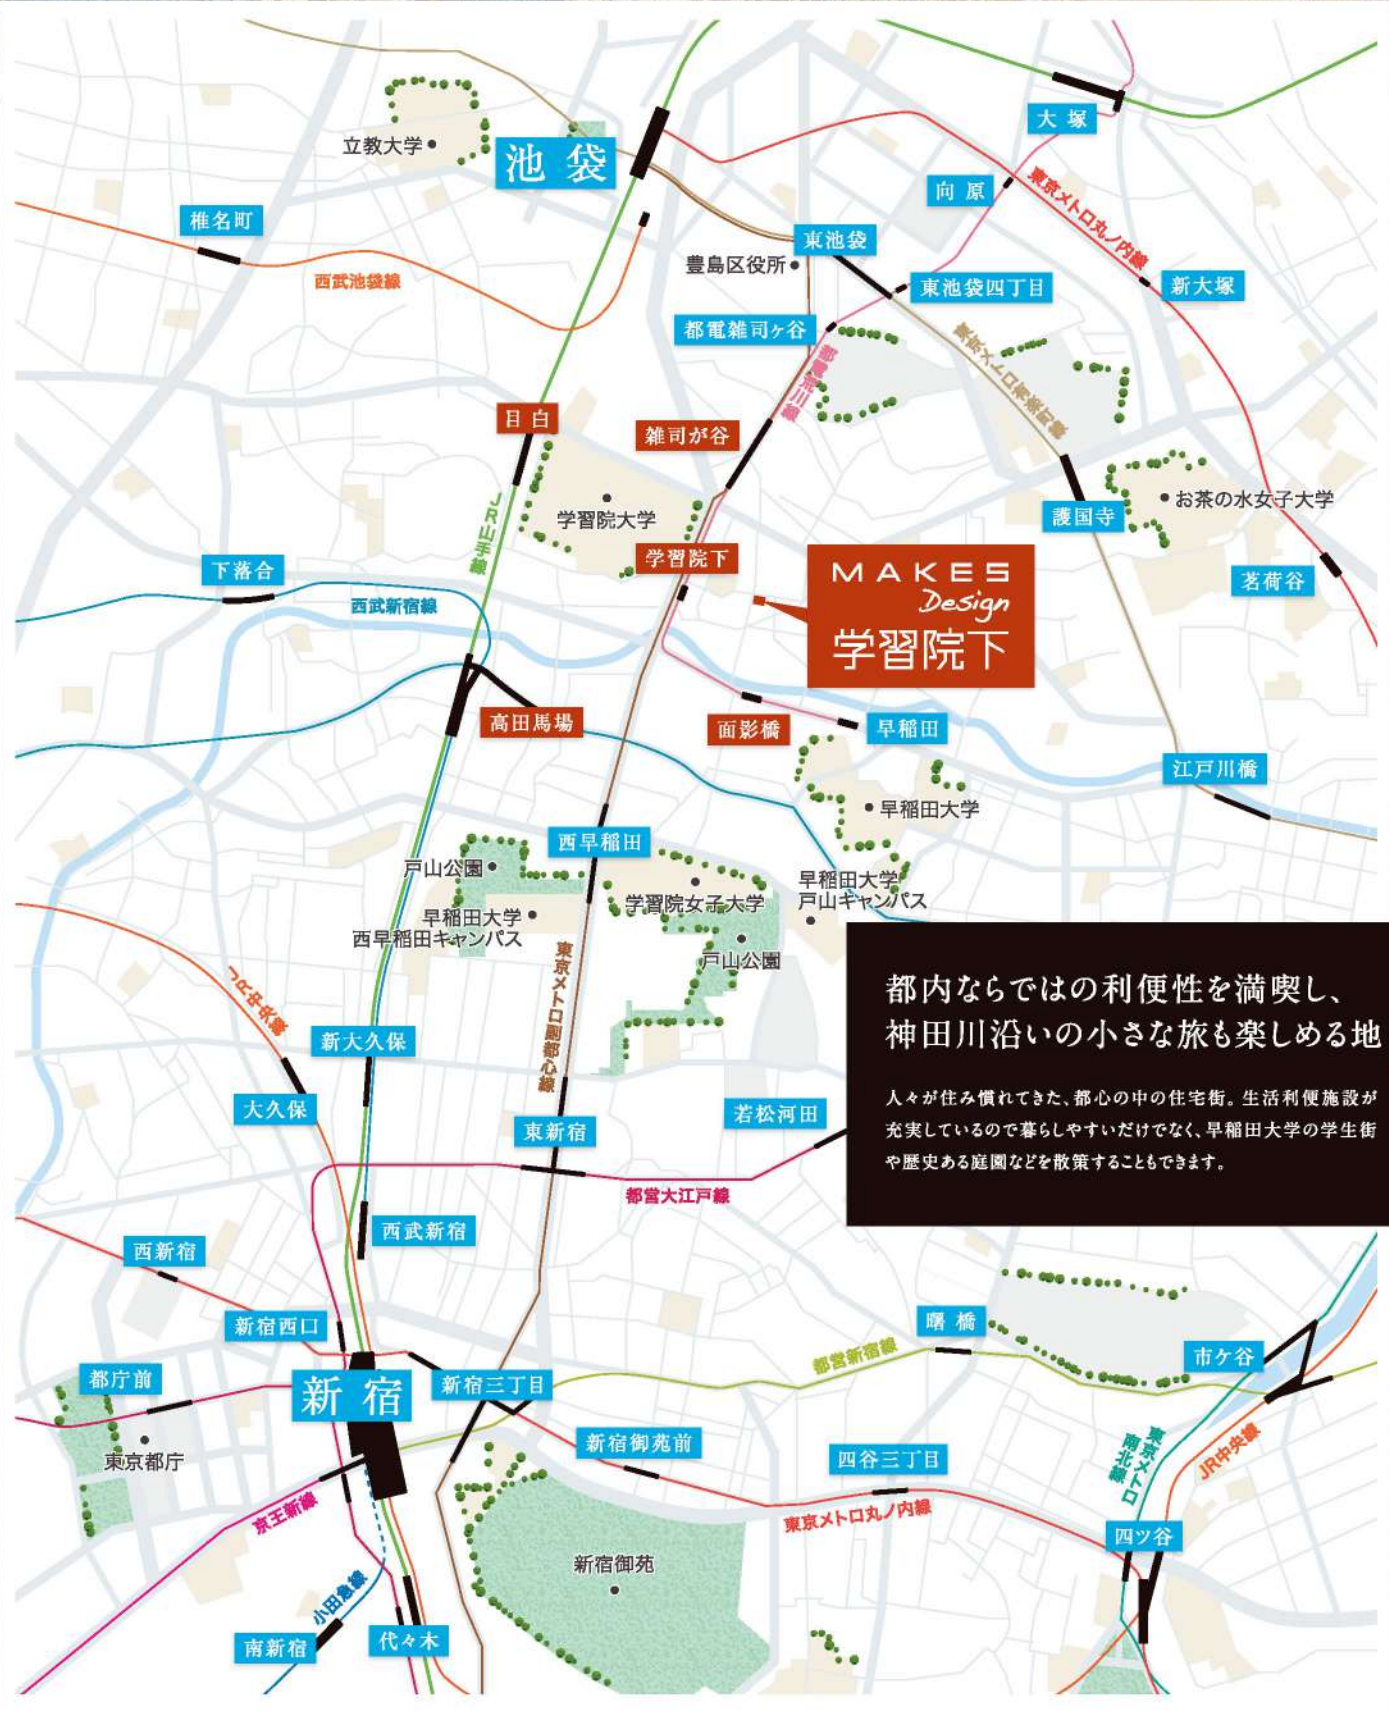 大塚
立教大学
池袋
向原
東京メトロ丸ノ内線
椎名町
東池袋
豊島区役所
西武池袋線
東池袋四丁目
新大塚
都電雑司ヶ谷
東京メトロ有楽町線
都電荒川線
目白
雑司が谷
お茶の水女子大学
学習院大学
護国寺
JR山手線
学習院下
下落合
茗荷谷
MAKES
Design
学習院下
西武新宿線
高田馬場
面影橋
早稲田
江戸川橋
早稲田大学
西早稲田
戸山公園
早稲田大学
戸山キャンパス
学習院女子大学
早稲田大学
西早稲田キャンパス
戸山公園
東京メトロ副都心線
JR中央線
都内ならではの利便性を満喫し、
神田川沿いの小さな旅も楽しめる地
人々が住み慣れてきた、都心の中の住宅街。生活利便施設が
充実しているので暮らしやすいだけでなく、早稲田大学の学生街
や歴史ある庭園などを散策することもできます。
新大久保
大久保
若松河田
東新宿
都営大江戸線
西武新宿
西新宿
新宿西口
曙橋
都営新宿線
市ケ谷
都庁前
新宿
新宿三丁目
東京都庁
新宿御苑前
四谷三丁目
東京メトロ
南北線
JR中央線
京王新線
東京メトロ丸ノ内線
四ツ谷
新宿御苑
小田急線
南新宿
代々木